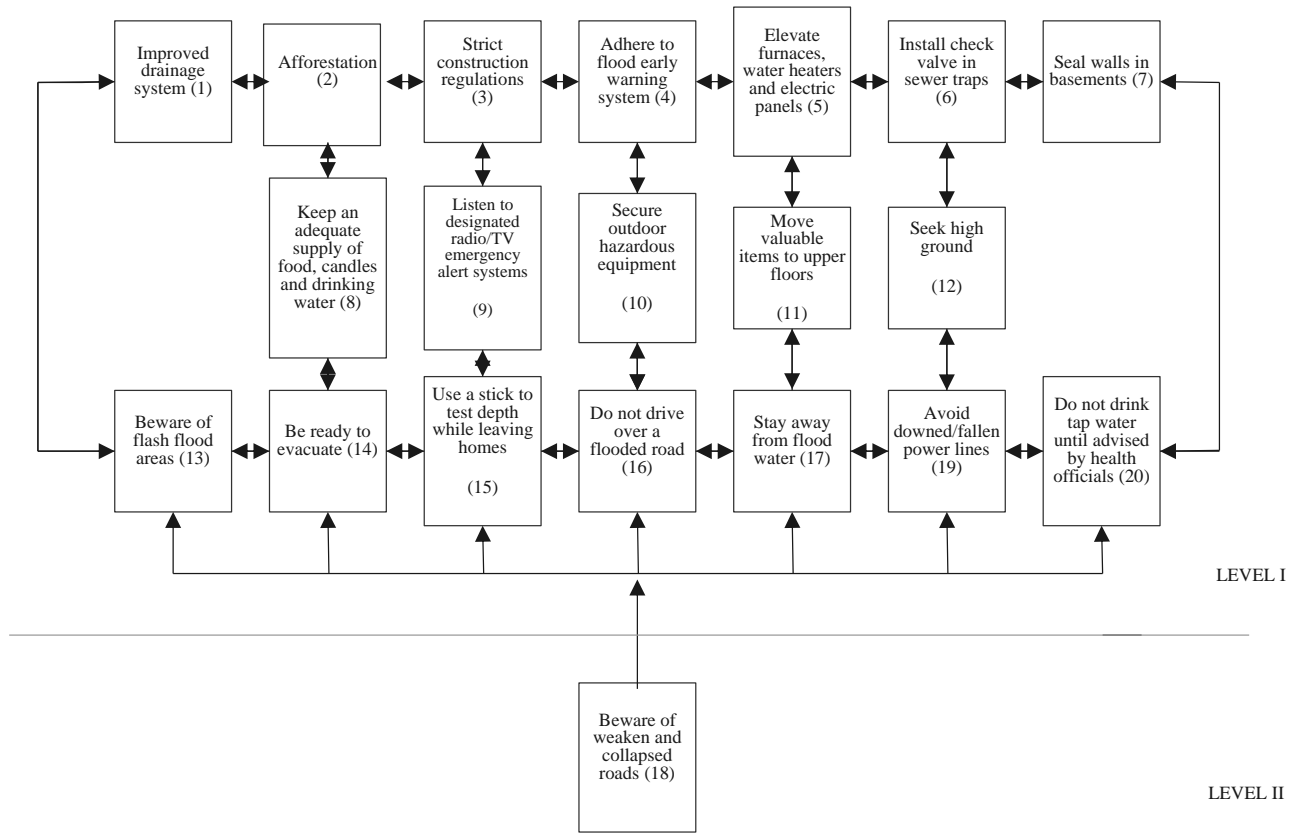 Improved
drainage
system (1)
Afforestation
(2)
Strict
construction
regulations
(3)
Adhere to
flood early
warning
system (4)
Elevate
furnaces,
water heaters
and electric
panels (5)
Install check
valve in
sewer traps
(6)
Seal walls in
basements (7)
Keep an
adequate
supply of
food, candles
and drinking
water (8)
Listen to
designated
radio/TV
emergency
alert systems
(9)
Secure
outdoor
hazardous
equipment
(10)
Move
valuable
items to upper
floors
(11)
Seek high
ground
(12)
Beware of
flash flood
areas (13)
Be ready to
evacuate (14)
Use a stick to
test depth
while leaving
homes
(15)
Do not drive
over a
flooded road
(16)
Stay away
from flood
water (17)
Avoid
downed/fallen
power lines
(19)
Do not drink
tap water
until advised
by health
officials (20)
LEVEL I
Beware of
weaken and
collapsed
roads (18)
LEVEL II